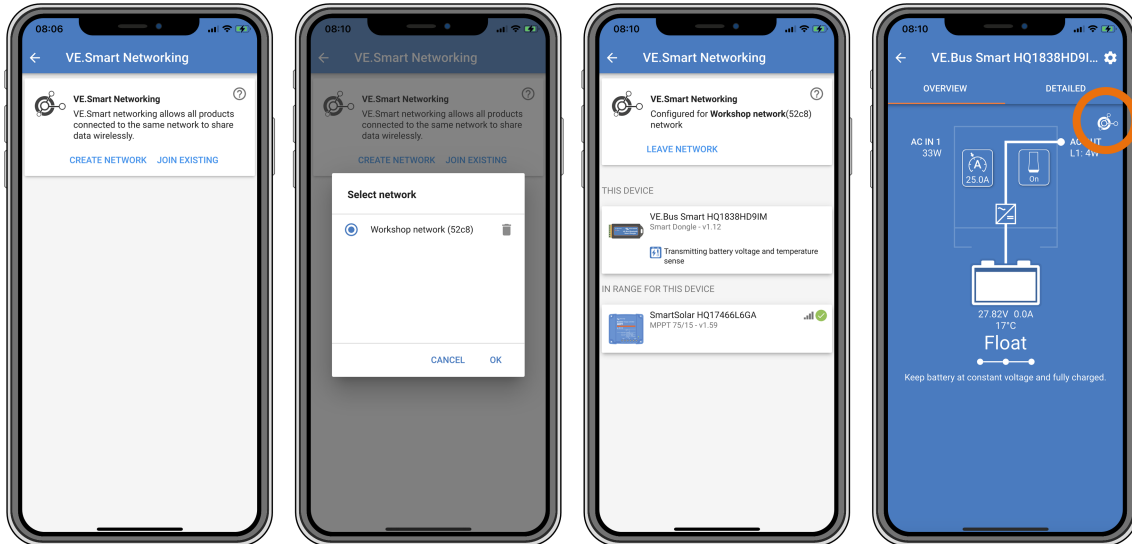 08:06
VE.Smart Networking
VE.Smart Networking
VE.Smart networking allows all products
connected to the same network to share
data wirelessly.
CREATE NETWORK JOIN EXISTING
08:10
VE.Smart Networking
VE.Smart Networking
VE.Smart networking allows all products
connected to the same network to share
data wirelessly.
CREATE NETWORK JOIN EXISTING
Select network
Workshop network (52c8)
CANCEL OK
08:10
VE.Smart Networking
VE.Smart Networking
Configured for Workshop network(52c8)
network
LEAVE NETWORK
THIS DEVICE
VE.Bus Smart HQ1838HD9IM
Smart Dongle - v1.12
Transmitting battery voltage and temperature
sense
IN RANGE FOR THIS DEVICE
SmartSolar HQ17466L6GA
MPPT 75/15 - v1.59
08:10
VE.Bus Smart HQ1838HD9I...
OVERVIEW DETAILED
AC IN 1
33W
25.0A
On
L1: 4W
27.82V 0.0A
17°C
Float
Keep battery at constant voltage and fully charged.